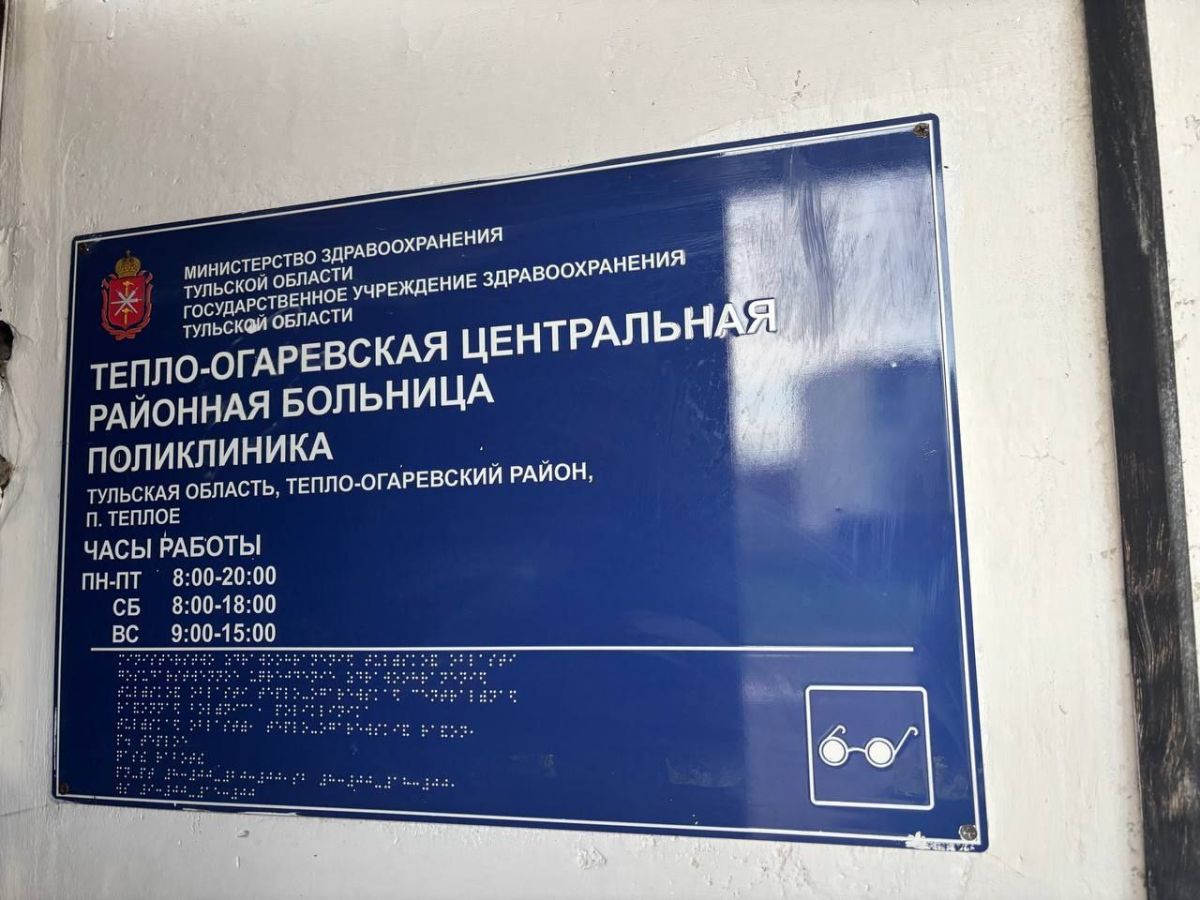 МИНИСТЕРСТВО ЗДРАВООХРАНЕНИЯ
ТУЛЬСКОЙ ОБЛАСТИ
ГОСУДАРСТВЕННОЕ УЧРЕЖДЕНИЕ ЗДРАВООХРАНЕНИЯ
ТУЛЬСКОЙ ОБЛАСТИ
ТЕПЛО-ОГАРЕВСКАЯ ЦЕНТРАЛЬНАЯ
РАЙОННАЯ БОЛЬНИЦА
ПОЛИКЛИНИКА
ТУЛЬСКАЯ ОБЛАСТЬ, ТЕПЛО-ОГАРЕВСКИЙ РАЙОН,
П. ТЕПЛОЕ
ЧАСЫ РАБОТЫ
ПН-ПТ 8:00-20:00
СБ 8:00-18:00
ВС 9:00-15:00